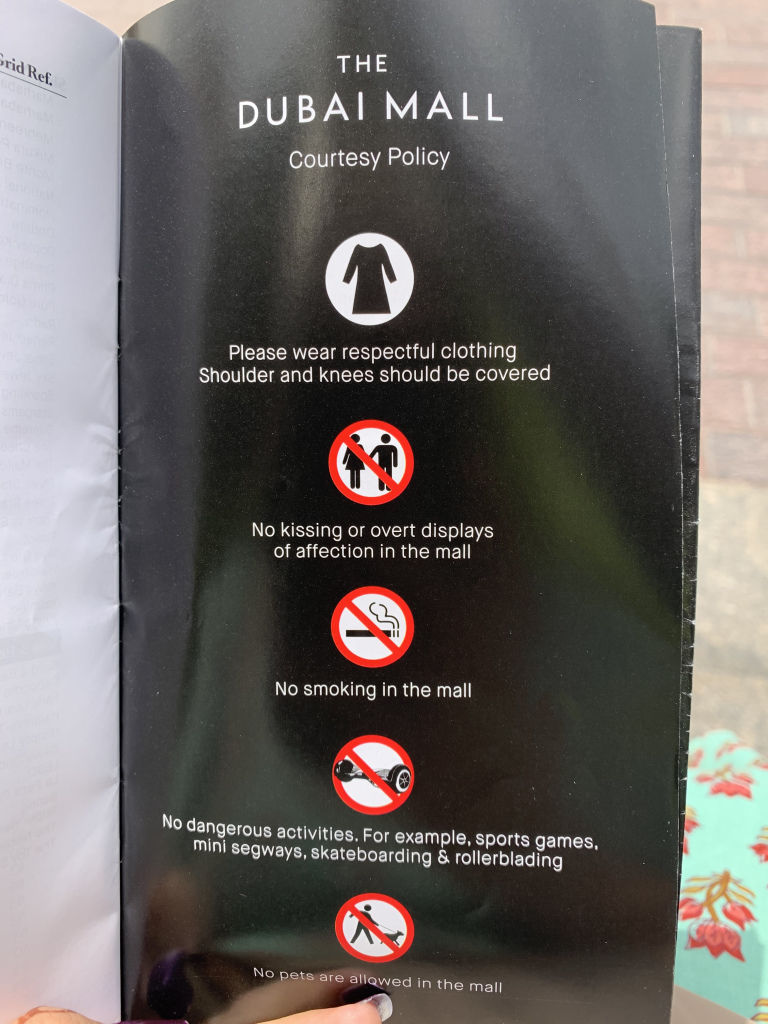 Grid Ref.
THE
DUBAI MALL
Courtesy Policy
Please wear respectful clothing
Shoulder and knees should be covered
No kissing or overt displays
of affection in the mall
No smoking in the mall
No dangerous activities. For example, sports games,
mini segways, skateboarding & rollerblading
No pets are allowed in the mall